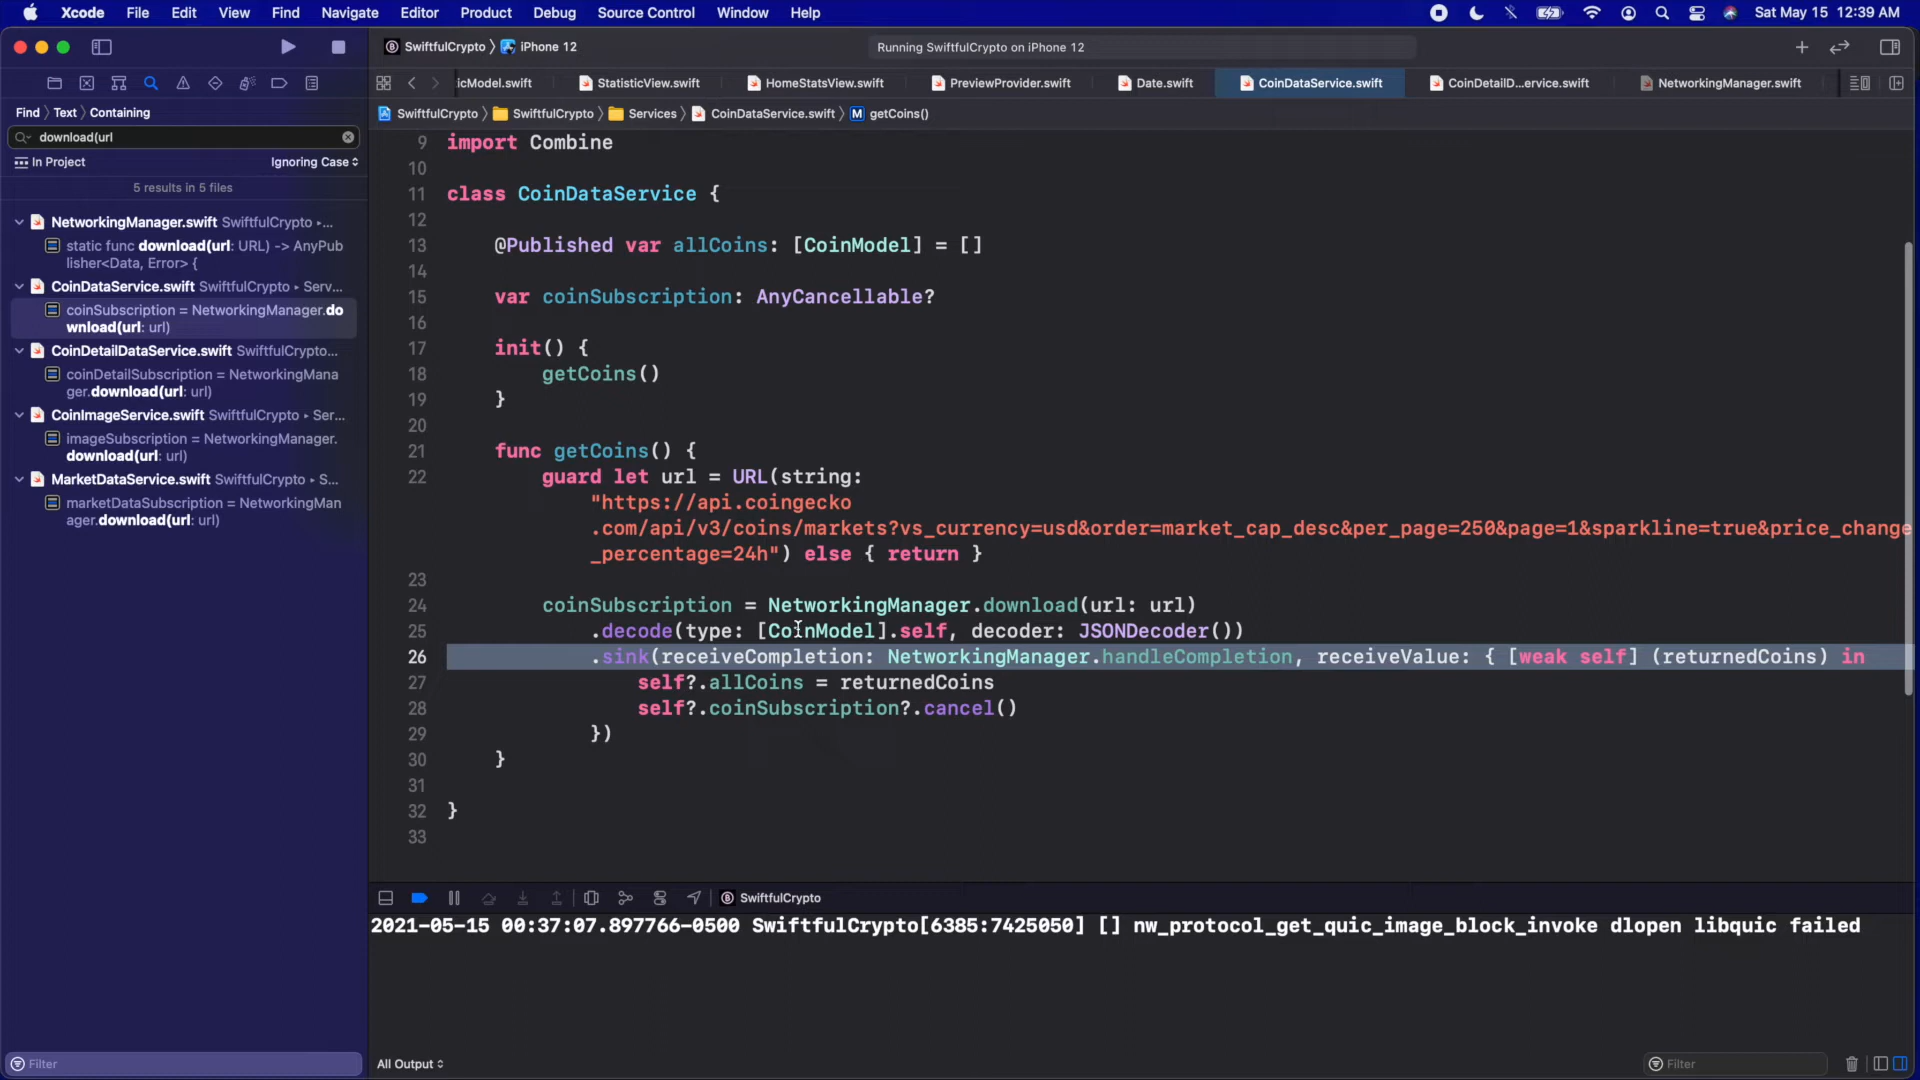 Xcode File Edit View Find Navigate Editor Product Debug Source Control Window Help Sat May 15 12:39 AM
SwiftfulCrypto 〉 iPhone 12 Running SwiftfulCrypto on iPhone 12
icModel.swift StatisticView.swift HomeStatsView.swift PreviewProvider.swift Date.swift CoinDataService.swift CoinDetailD…ervice.swift NetworkingManager.swift
Find 〉 Text 〉 Containing
SwiftfulCrypto 〉 SwiftfulCrypto 〉 Services 〉 CoinDataService.swift 〉 M getCoins()
download(url
In Project Ignoring Case
5 results in 5 files
NetworkingManager.swift SwiftfulCrypto ▸...
static func download(url: URL) -> AnyPub
lisher<Data, Error> {
CoinDataService.swift SwiftfulCrypto ▸ Serv...
coinSubscription = NetworkingManager.do
wnload(url: url)
CoinDetailDataService.swift SwiftfulCrypto...
coinDetailSubscription = NetworkingMana
ger.download(url: url)
CoinImageService.swift SwiftfulCrypto ▸ Ser...
imageSubscription = NetworkingManager.
download(url: url)
MarketDataService.swift SwiftfulCrypto ▸ S...
marketDataSubscription = NetworkingMan
ager.download(url: url)
Filter
9 import Combine
10
11 class CoinDataService {
12
13 @Published var allCoins: [CoinModel] = []
14
15 var coinSubscription: AnyCancellable?
16
17 init() {
18 getCoins()
19 }
20
21 func getCoins() {
22 guard let url = URL(string:
"https://api.coingecko
.com/api/v3/coins/markets?vs_currency=usd&order=market_cap_desc&per_page=250&page=1&sparkline=true&price_change
_percentage=24h") else { return }
23
24 coinSubscription = NetworkingManager.download(url: url)
25 .decode(type: [CoinModel].self, decoder: JSONDecoder())
26 .sink(receiveCompletion: NetworkingManager.handleCompletion, receiveValue: { [weak self] (returnedCoins) in
27 self?.allCoins = returnedCoins
28 self?.coinSubscription?.cancel()
29 })
30 }
31
32 }
33
SwiftfulCrypto
2021-05-15 00:37:07.897766-0500 SwiftfulCrypto[6385:7425050] [] nw_protocol_get_quic_image_block_invoke dlopen libquic failed
All Output Filter